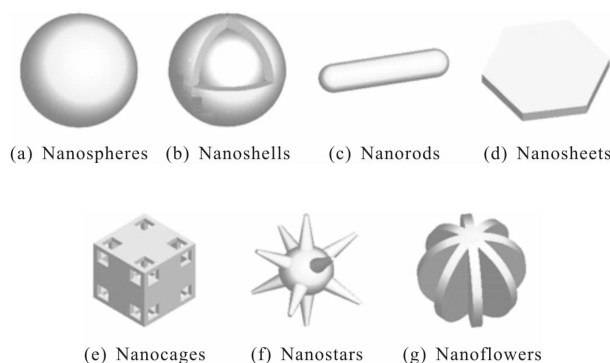 (a) Nanospheres (b) Nanoshells (c) Nanorods (d) Nanosheets
(e) Nanocages (f) Nanostars (g) Nanoflowers